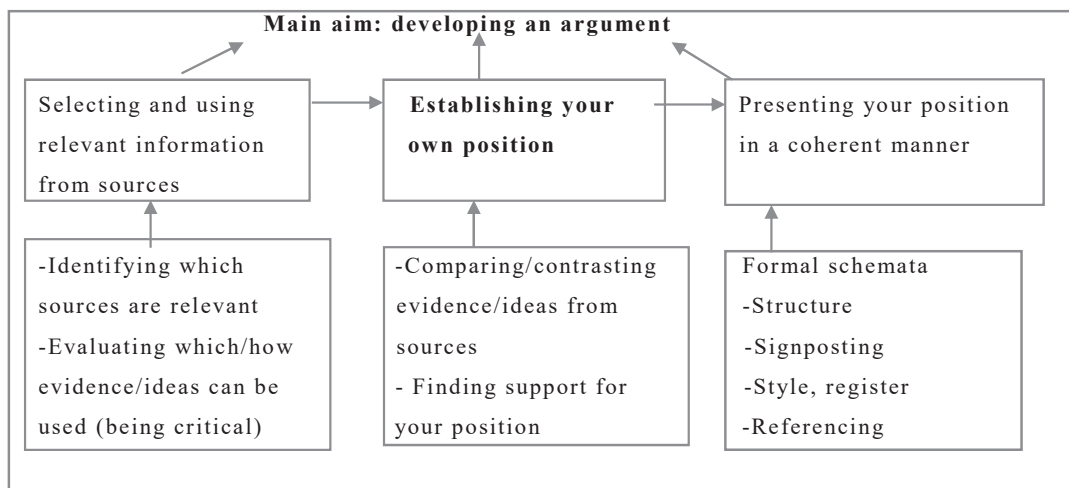 Main aim: developing an argument
Selecting and using
relevant information
from sources
Establishing your
own position
Presenting your position
in a coherent manner
-Identifying which
sources are relevant
-Evaluating which/how
evidence/ideas can be
used (being critical)
-Comparing/contrasting
evidence/ideas from
sources
- Finding support for
your position
Formal schemata
-Structure
-Signposting
-Style, register
-Referencing